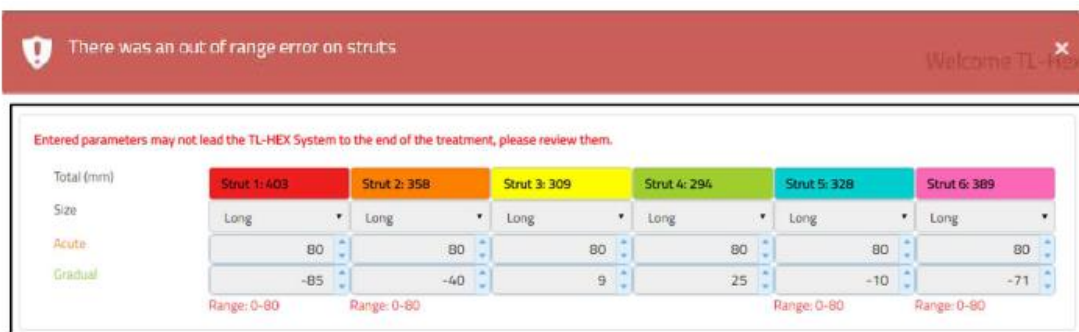 There was an out of range error on struts
×
Welcome TL-Hex
Entered parameters may not lead the TL-HEX System to the end of the treatment, please review them.
Total (mm) Strut 1: 403 Strut 2: 358 Strut 3: 309 Strut 4: 294 Strut 5: 328 Strut 6: 389
Size Long Long Long Long Long Long
Acute 80 80 80 80 80 80
Gradual -85 -40 9 25 -10 -71
Range: 0-80 Range: 0-80 Range: 0-80 Range: 0-80